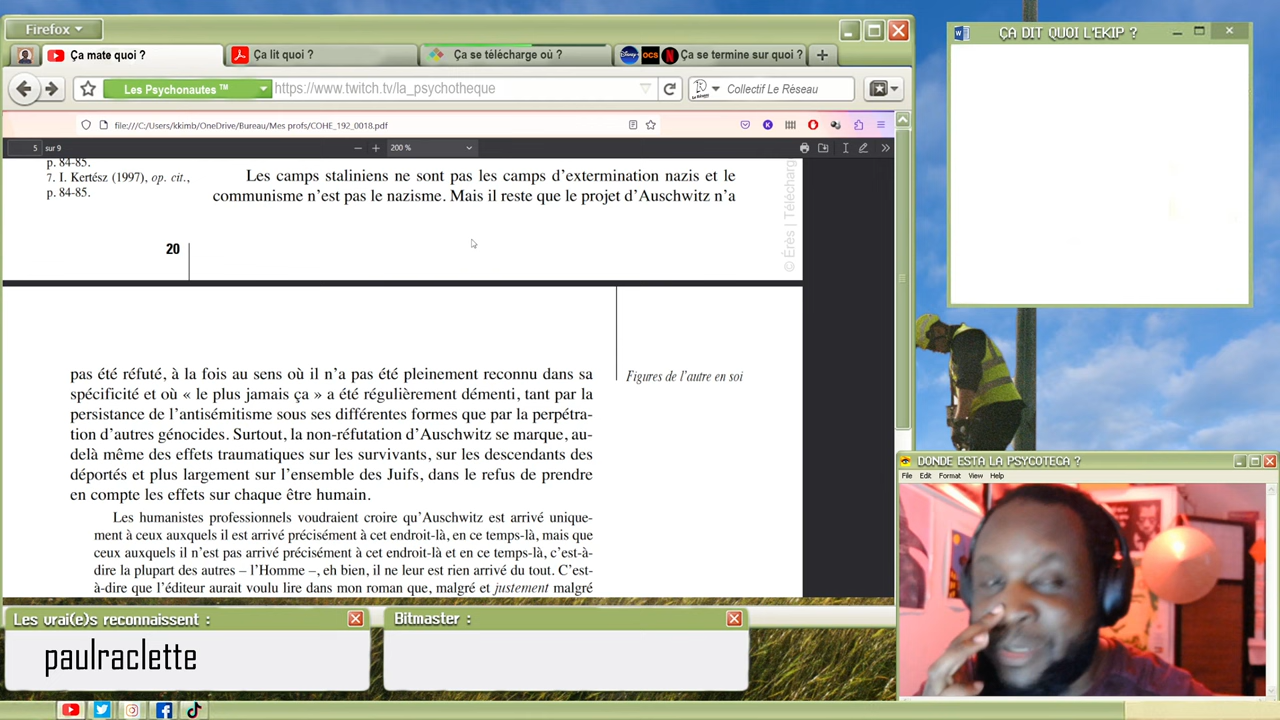 Firefox
ÇA DIT QUOI L'EKIP ?
Ça mate quoi ?
Ça lit quoi ?
Ça se télécharge où ?
Ça se termine sur quoi ?
Les Psychonautes ™
https://www.twitch.tv/la_psychotheque
Collectif Le Réseau
file:///C:/Users/kkimb/OneDrive/Bureau/Mes profs/COHE_192_0018.pdf
5 sur 9
200 %
p. 84-85.
7. I. Kertész (1997), op. cit.,
p. 84-85.
Les camps staliniens ne sont pas les camps d'extermination nazis et le
communisme n'est pas le nazisme. Mais il reste que le projet d'Auschwitz n'a
© Érès | Télécharg
20
pas été réfuté, à la fois au sens où il n'a pas été pleinement reconnu dans sa
spécificité et où « le plus jamais ça » a été régulièrement démenti, tant par la
persistance de l'antisémitisme sous ses différentes formes que par la perpétra-
tion d'autres génocides. Surtout, la non-réfutation d'Auschwitz se marque, au-
delà même des effets traumatiques sur les survivants, sur les descendants des
déportés et plus largement sur l'ensemble des Juifs, dans le refus de prendre
en compte les effets sur chaque être humain.
Figures de l'autre en soi
Les humanistes professionnels voudraient croire qu'Auschwitz est arrivé unique-
ment à ceux auxquels il est arrivé précisément à cet endroit-là, en ce temps-là, mais que
ceux auxquels il n'est pas arrivé précisément à cet endroit-là et en ce temps-là, c'est-à-
dire la plupart des autres – l'Homme –, eh bien, il ne leur est rien arrivé du tout. C'est-
à-dire que l'éditeur aurait voulu lire dans mon roman que, malgré et justement malgré
DONDE ESTA LA PSYCOTECA ?
File Edit Format View Help
Les vrai(e)s reconnaissent :
paulraclette
Bitmaster :